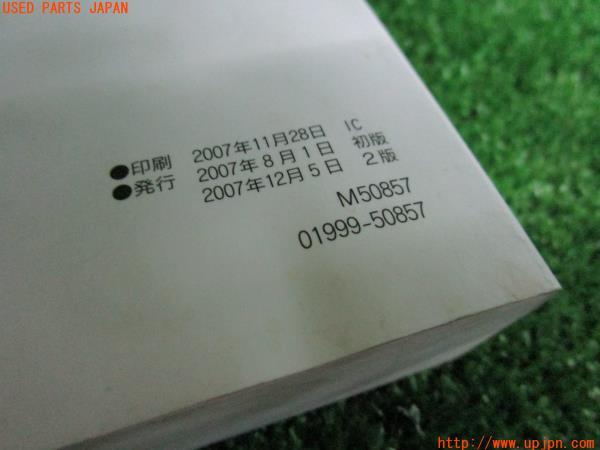 USED PARTS JAPAN
●印刷 2007年11月28日 IC
●発行 2007年8月1日 初版
2007年12月5日 2版
M50857
01999-50857
http://www.upjpn.com